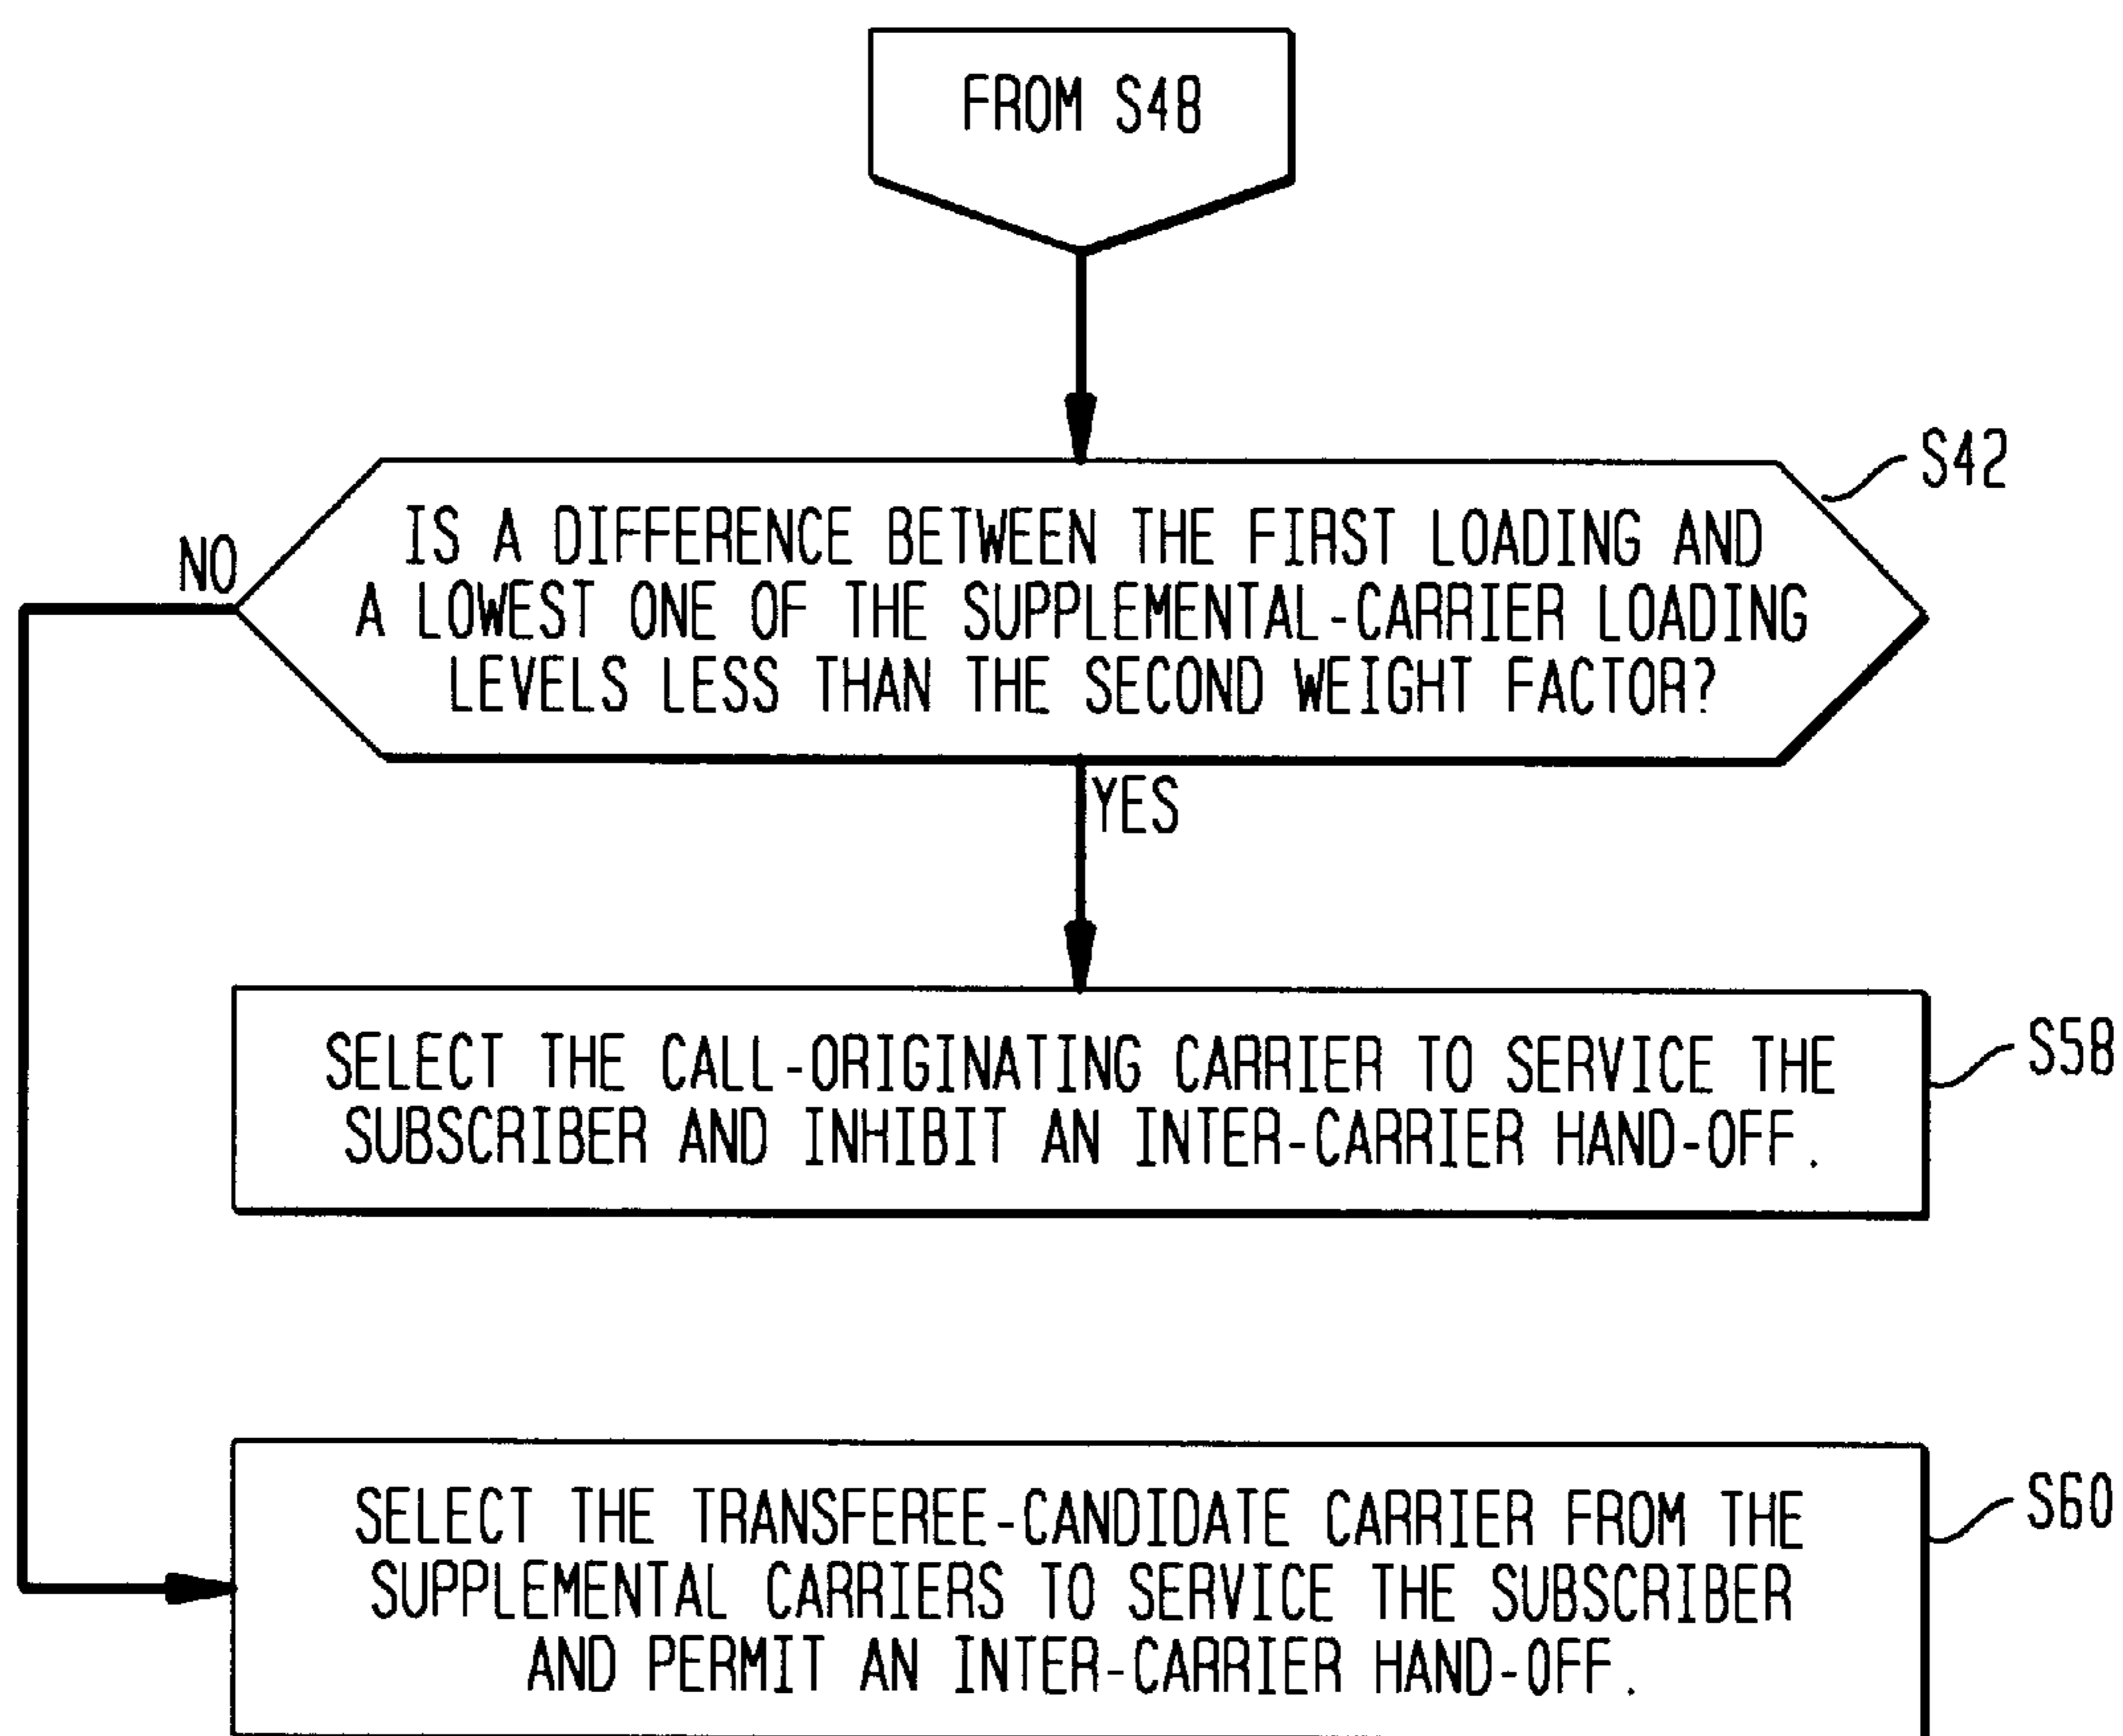 FROM S48
S42
NO
IS A DIFFERENCE BETWEEN THE FIRST LOADING AND
A LOWEST ONE OF THE SUPPLEMENTAL-CARRIER LOADING
LEVELS LESS THAN THE SECOND WEIGHT FACTOR?
YES
SELECT THE CALL-ORIGINATING CARRIER TO SERVICE THE
SUBSCRIBER AND INHIBIT AN INTER-CARRIER HAND-OFF.
S58
SELECT THE TRANSFEREE-CANDIDATE CARRIER FROM THE
SUPPLEMENTAL CARRIERS TO SERVICE THE SUBSCRIBER
AND PERMIT AN INTER-CARRIER HAND-OFF.
S60